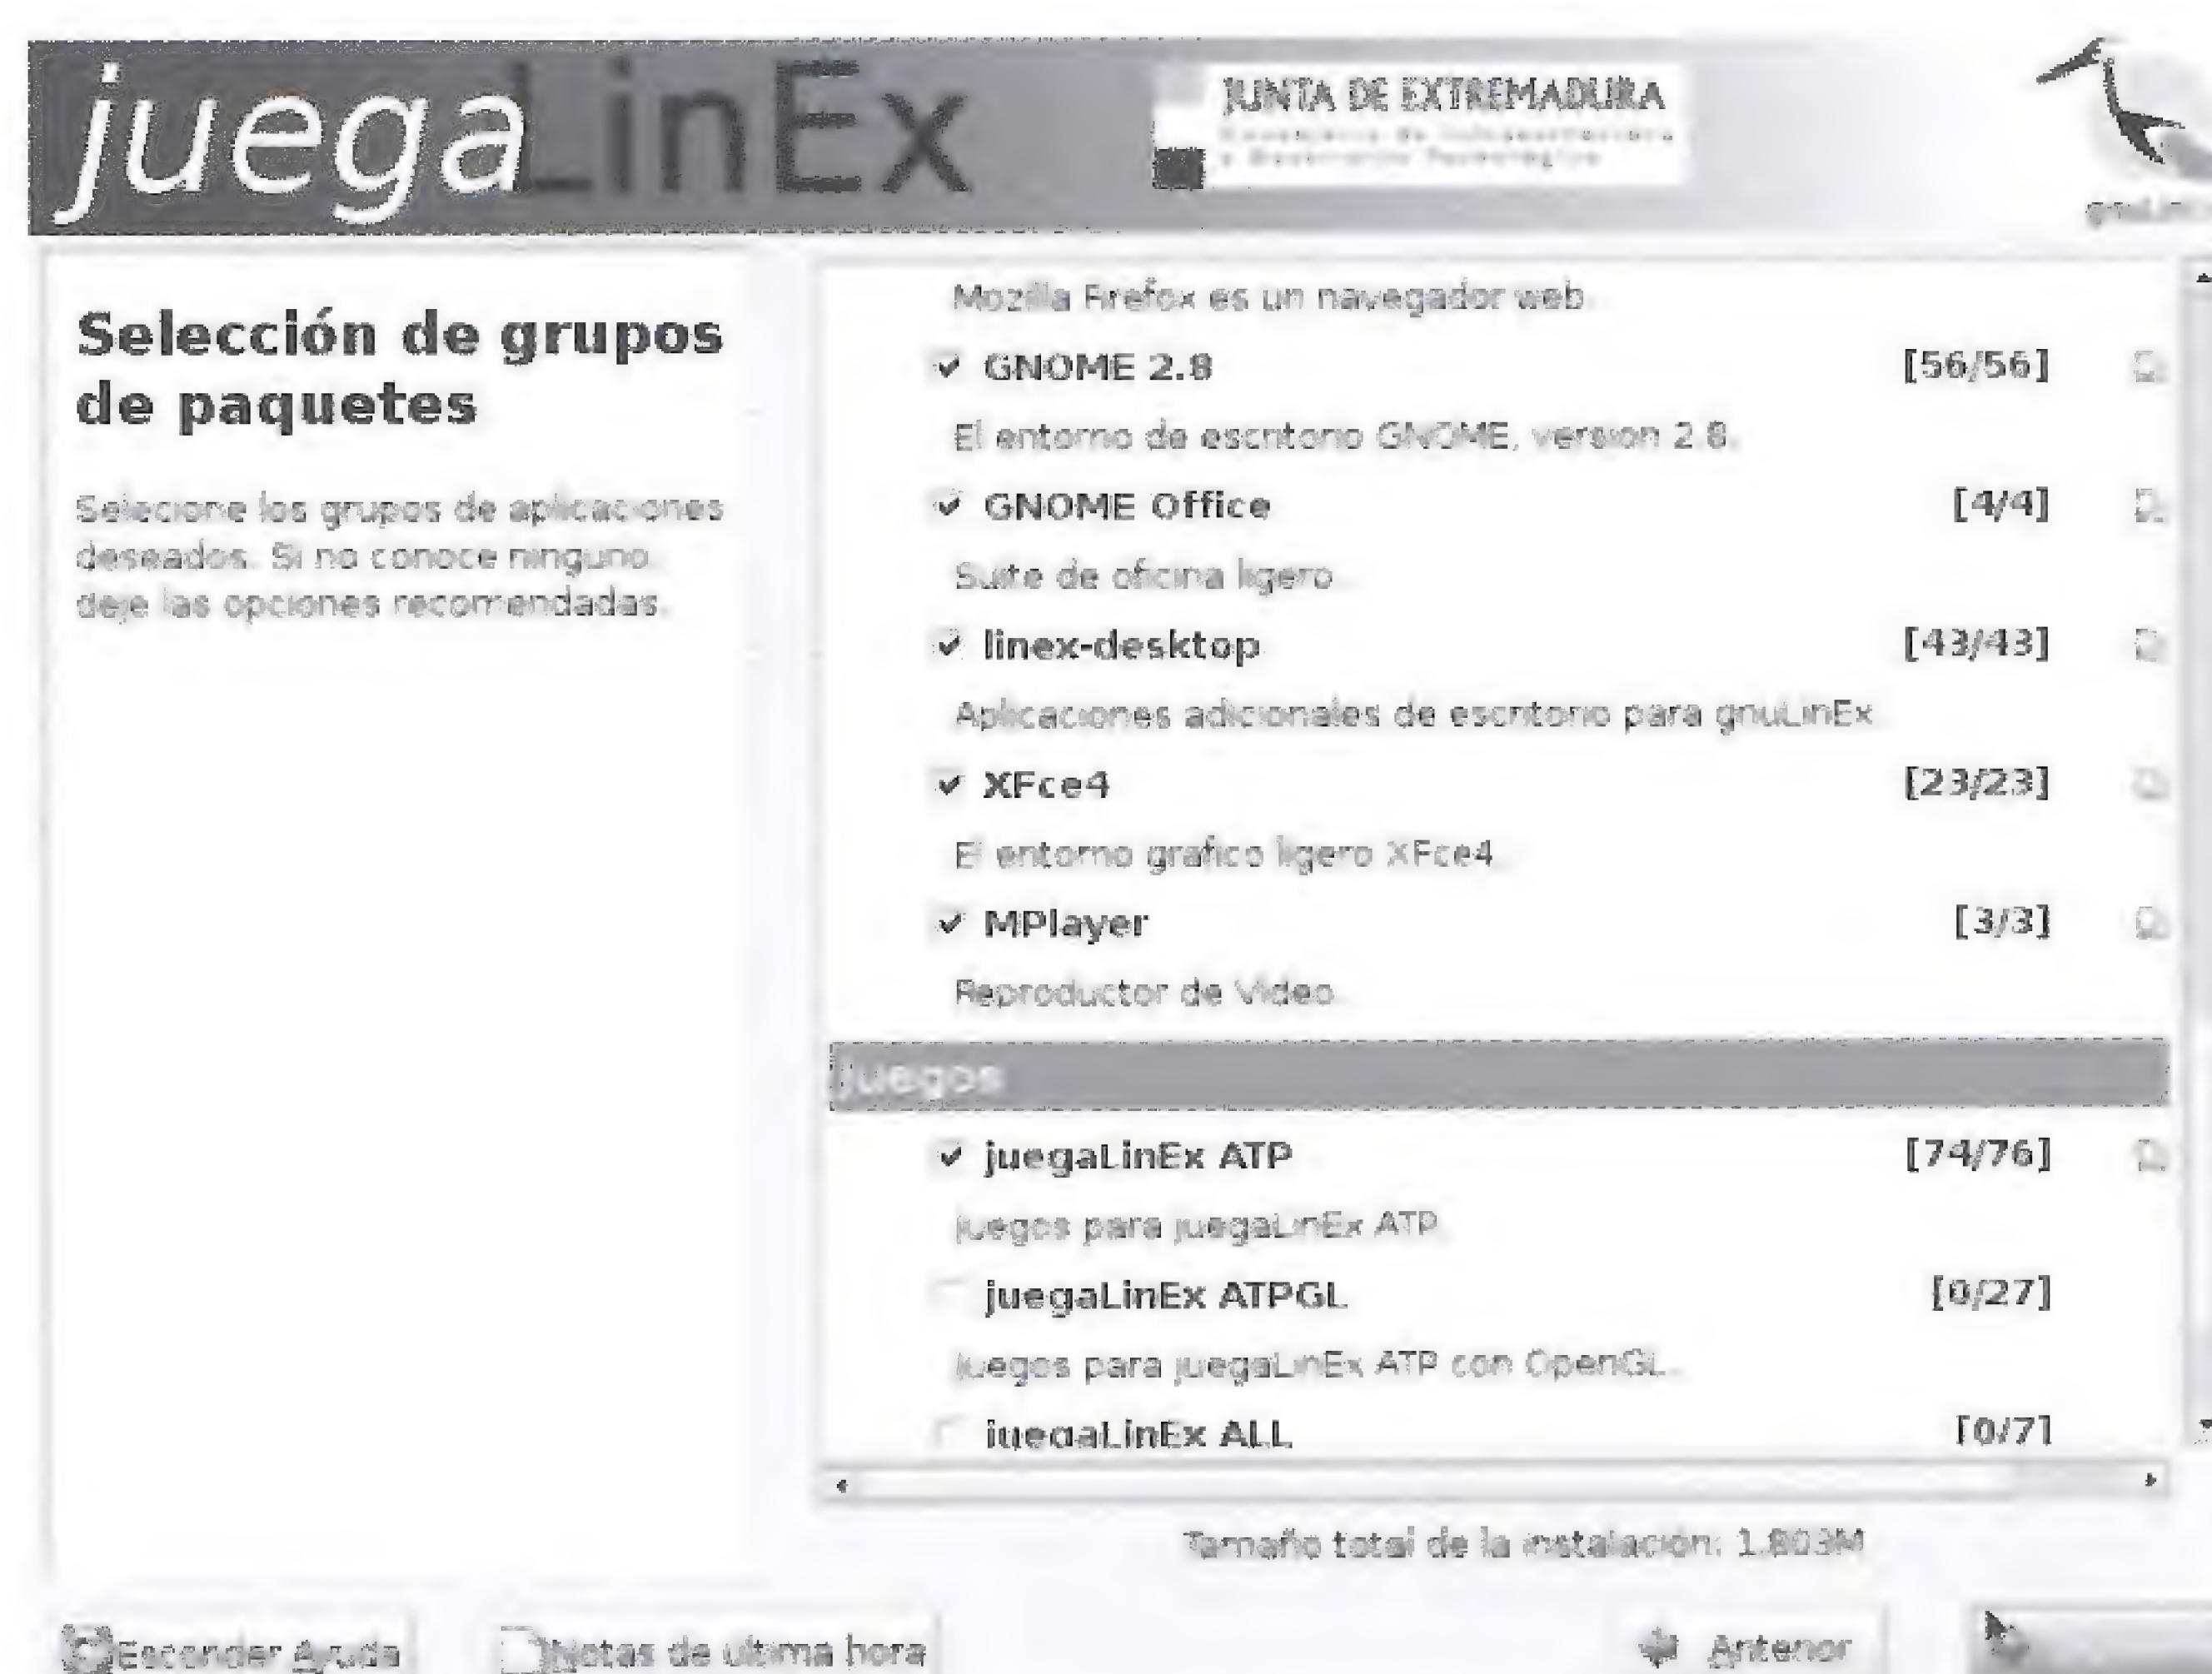 juegaLinEx
JUNTA DE EXTREMADURA
Selección de grupos
de paquetes
Selecione los grupos de aplicaciones
deseados. Si no conoce ninguno
deje las opciones recomendadas.
Mozilla Firefox es un navegador web.
GNOME 2.8 [56/56]
El entorno de escritorio GNOME, version 2.8.
GNOME Office [4/4]
Suite de oficina ligero
linex-desktop [43/43]
Aplicaciones adicionales de escritorio para gnuLinEx
XFce4 [23/23]
El entorno grafico ligero XFce4.
MPlayer [3/3]
Reproductor de Video
juegos
juegaLinEx ATP [74/76]
Juegos para juegaLinEx ATP.
juegaLinEx ATPGL [0/27]
Juegos para juegaLinEx ATP con OpenGL.
juegaLinEx ALL [0/7]
Tamaño total de la instalación: 1.803M
Esconder Ayuda
Notas de ultima hora
Anterior